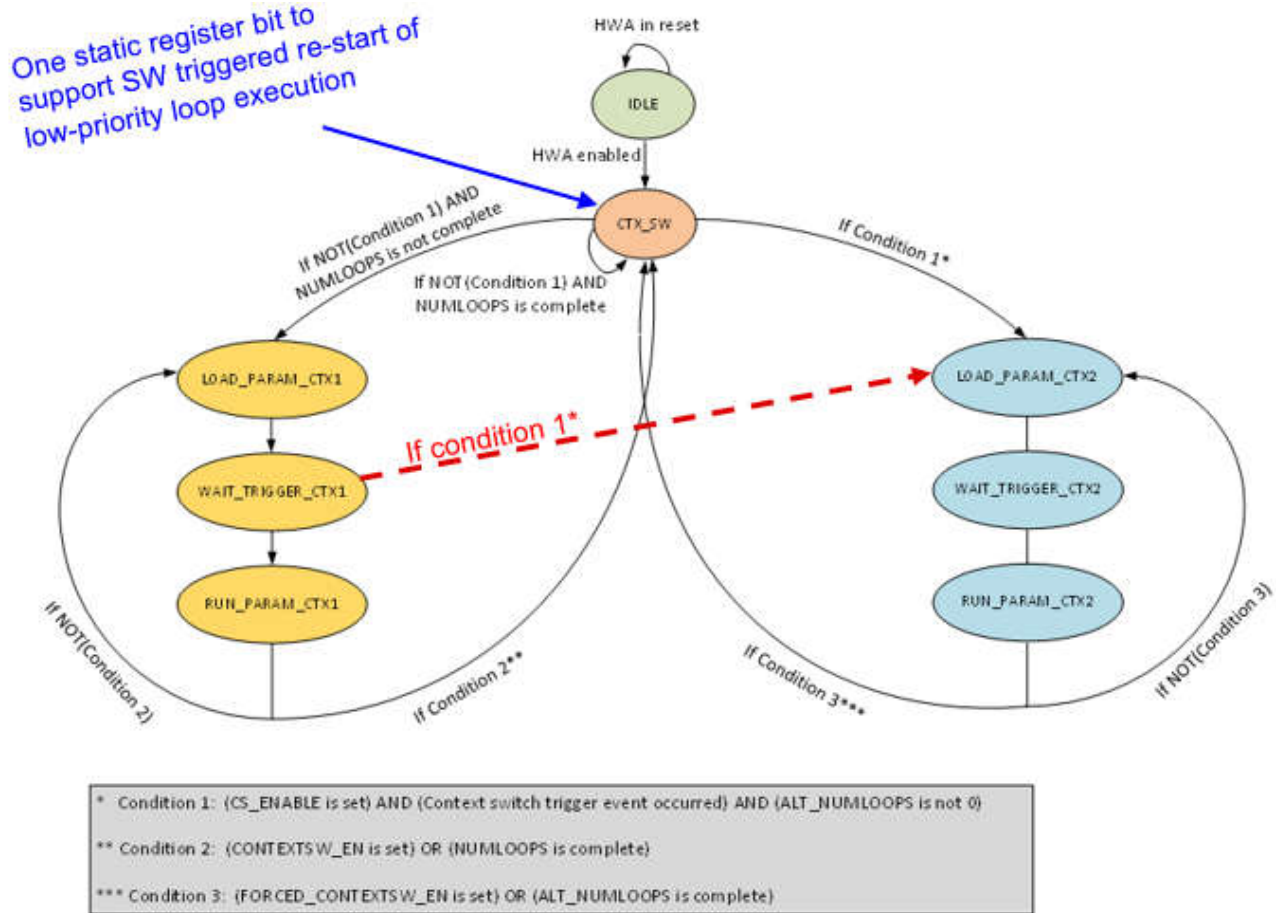 One static register bit to
support SW triggered re-start of
low-priority loop execution
HWA in reset
IDLE
HWA enabled
CTX_SW
If NOT(Condition 1) AND
NUMLOOPS is not complete
If NOT(Condition 1) AND
NUMLOOPS is complete
If Condition 1*
LOAD_PARAM_CTX1
LOAD_PARAM_CTX2
If condition 1*
WAIT_TRIGGER_CTX1
WAIT_TRIGGER_CTX2
RUN_PARAM_CTX1
RUN_PARAM_CTX2
If NOT(Condition 2)
If Condition 2**
If Condition 3***
If NOT(Condition 3)
* Condition 1: (CS_ENABLE is set) AND (Context switch trigger event occurred) AND (ALT_NUMLOOPS is not 0)
** Condition 2: (CONTEXTSW_EN is set) OR (NUMLOOPS is complete)
*** Condition 3: (FORCED_CONTEXTSW_EN is set) OR (ALT_NUMLOOPS is complete)